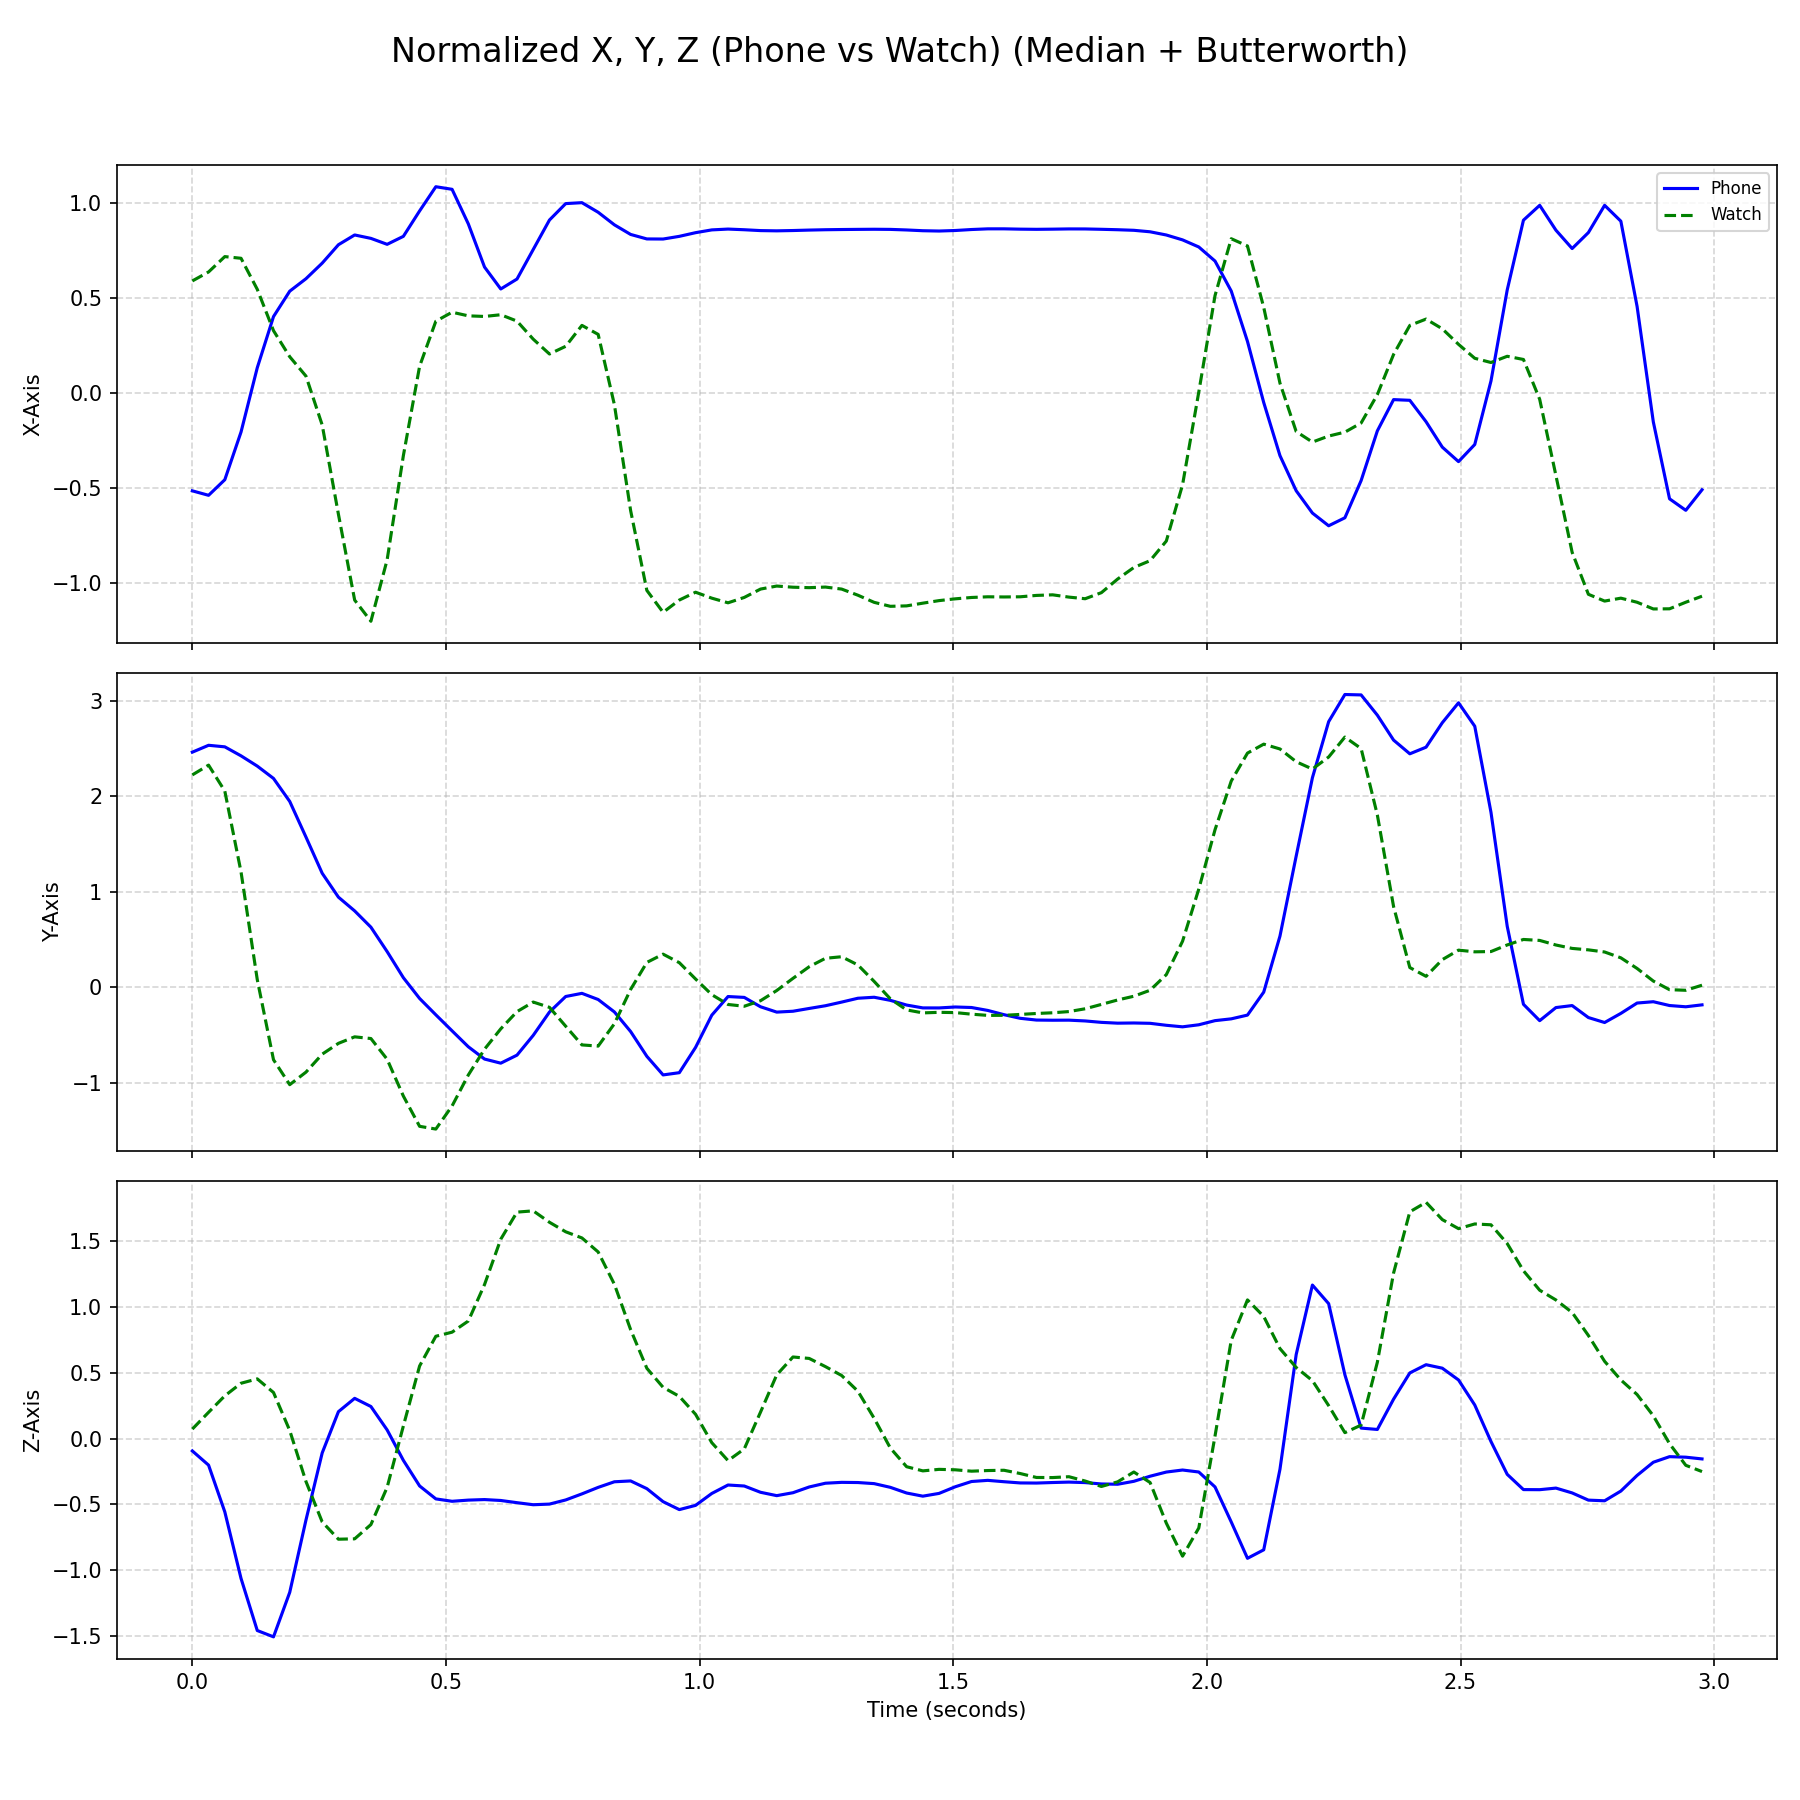 Normalized X, Y, Z (Phone vs Watch) (Median + Butterworth)
Phone
Watch
X-Axis
1.0
0.5
0.0
−0.5
−1.0
Y-Axis
3
2
1
0
−1
Z-Axis
1.5
1.0
0.5
0.0
−0.5
−1.0
−1.5
0.0 0.5 1.0 1.5 2.0 2.5 3.0
Time (seconds)